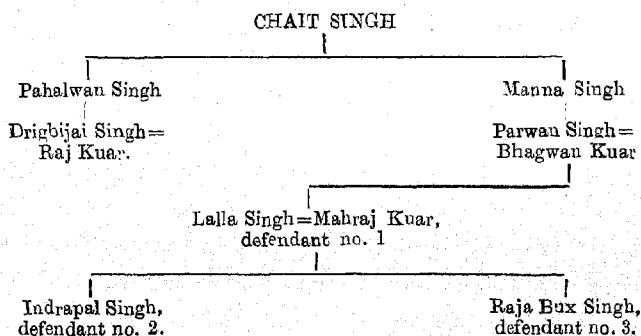 CHAIT SINGH
Pahalwan Singh
Manna Singh
Drigbijai Singh=
Raj Kuar.
Parwan Singh=
Bhagwan Kuar
Lalla Singh=Mahraj Kuar,
defendant no. 1
Indrapal Singh,
defendant no. 2.
Raja Bux Singh,
defendant no. 3.